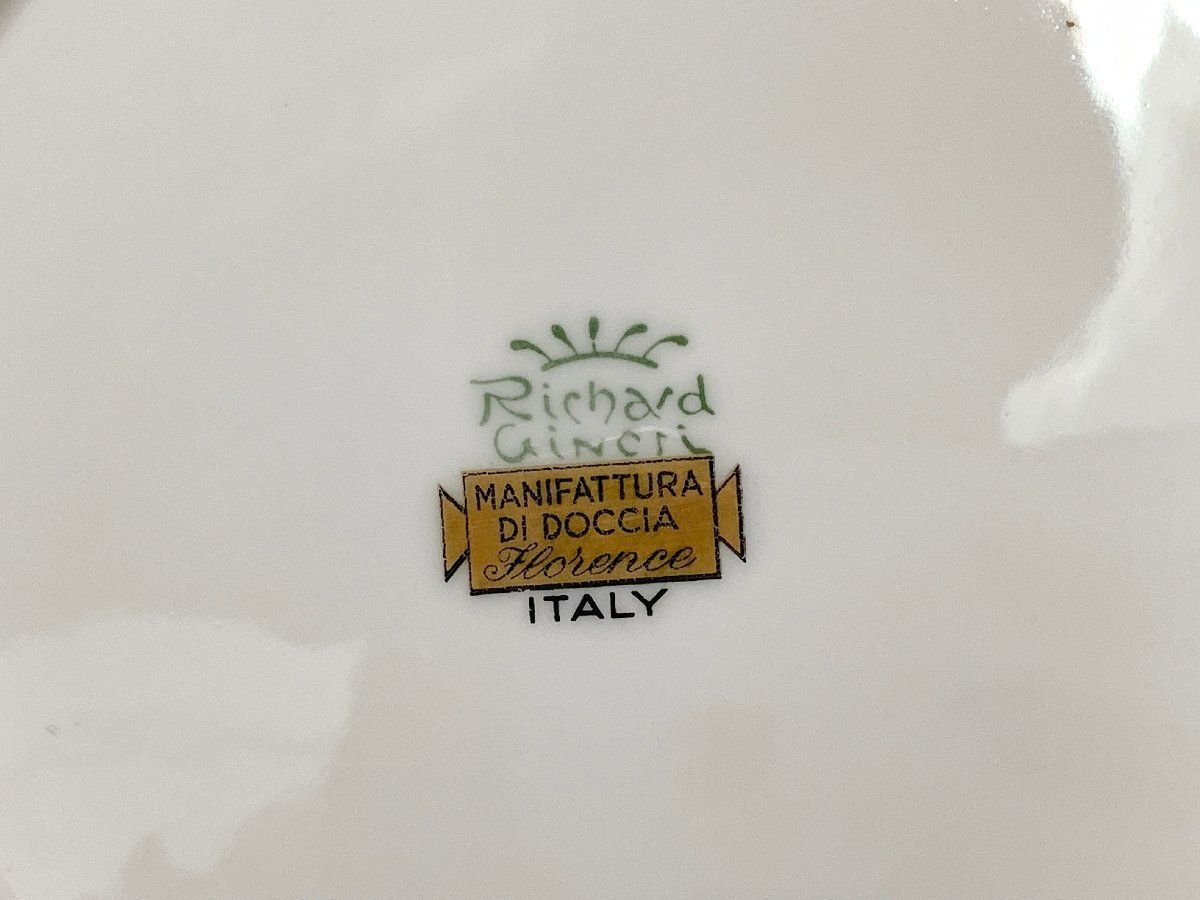 Richard
Ginori
MANIFATTURA
DI DOCCIA
Florence
ITALY